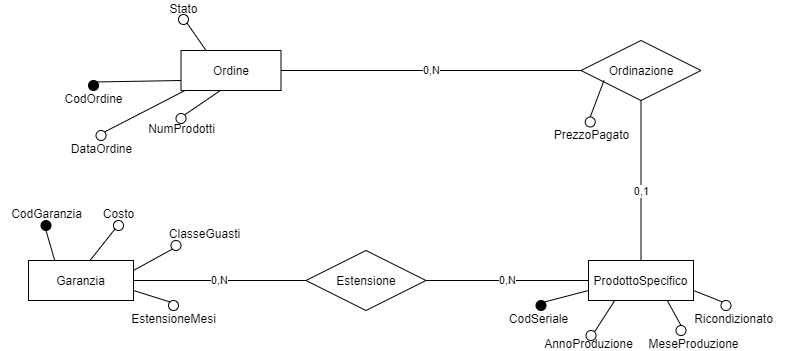 Stato
Ordine
0,N
Ordinazione
CodOrdine
NumProdotti
DataOrdine
PrezzoPagato
0,1
CodGaranzia
Costo
ClasseGuasti
Garanzia
0,N
Estensione
0,N
ProdottoSpecifico
EstensioneMesi
CodSeriale
Ricondizionato
AnnoProduzione
MeseProduzione